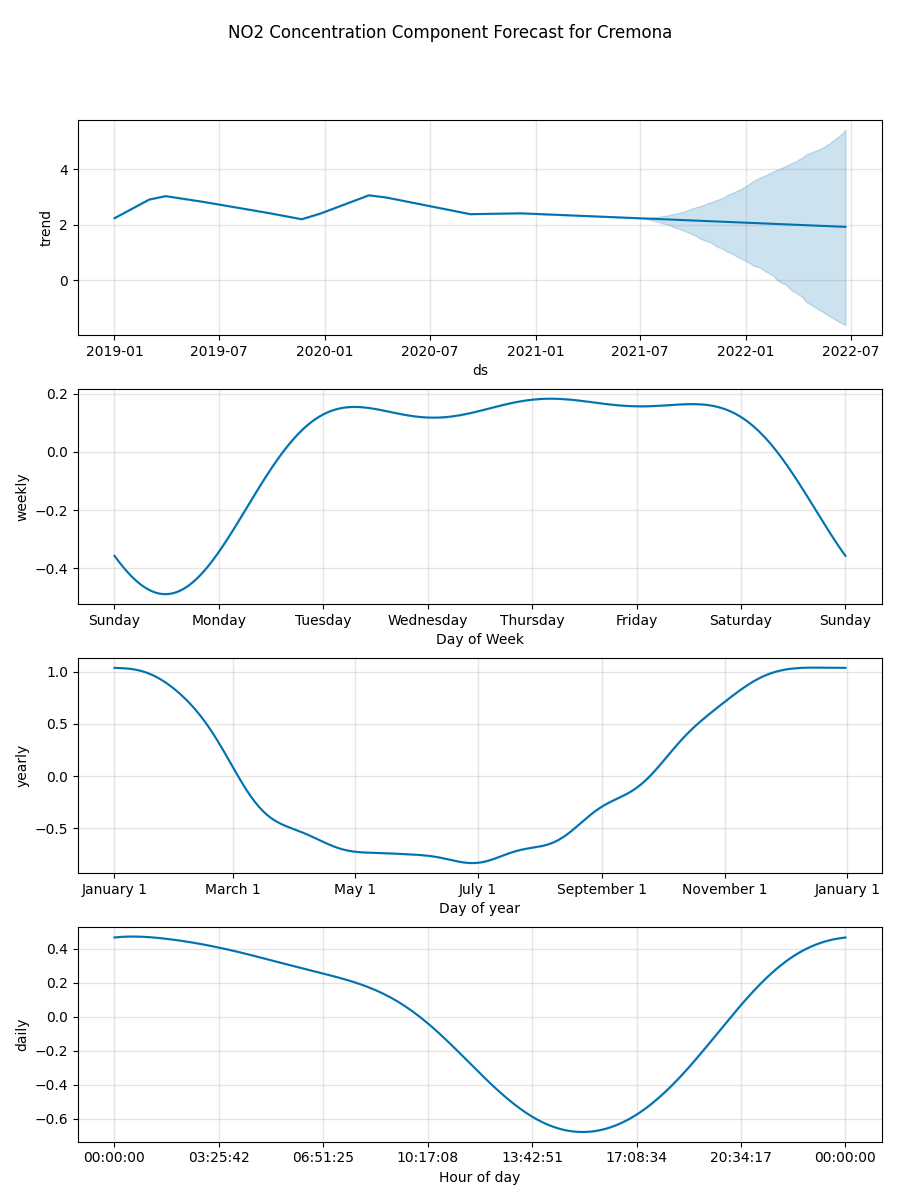 NO2 Concentration Component Forecast for Cremona
4
2
0
trend
2019-01 2019-07 2020-01 2020-07 2021-01 2021-07 2022-01 2022-07
ds
0.2
0.0
−0.2
−0.4
weekly
Sunday Monday Tuesday Wednesday Thursday Friday Saturday Sunday
Day of Week
1.0
0.5
0.0
−0.5
yearly
January 1 March 1 May 1 July 1 September 1 November 1 January 1
Day of year
0.4
0.2
0.0
−0.2
−0.4
−0.6
daily
00:00:00 03:25:42 06:51:25 10:17:08 13:42:51 17:08:34 20:34:17 00:00:00
Hour of day